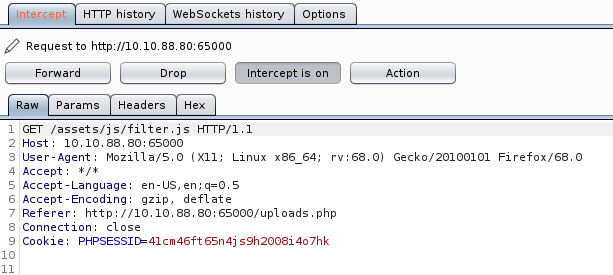 Intercept HTTP history WebSockets history Options
Request to http://10.10.88.80:65000
Forward Drop Intercept is on Action
Raw Params Headers Hex
1 GET /assets/js/filter.js HTTP/1.1
2 Host: 10.10.88.80:65000
3 User-Agent: Mozilla/5.0 (X11; Linux x86_64; rv:68.0) Gecko/20100101 Firefox/68.0
4 Accept: */*
5 Accept-Language: en-US,en;q=0.5
6 Accept-Encoding: gzip, deflate
7 Referer: http://10.10.88.80:65000/uploads.php
8 Connection: close
9 Cookie: PHPSESSID=41cm46ft65n4js9h2008i4o7hk
10
11